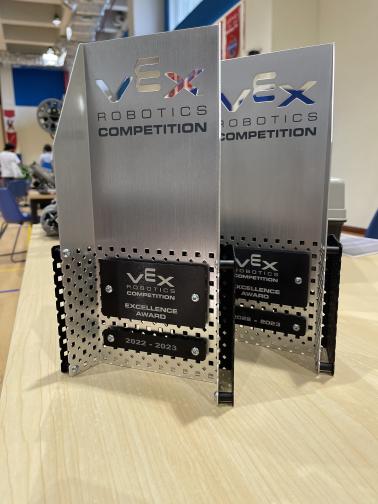 VEX
ROBOTICS
COMPETITION
VEX
ROBOTICS
COMPETITION
EXCELLENCE
AWARD
2022 - 2023
VEX
ROBOTICS
COMPETITION
VEX
ROBOTICS
COMPETITION
EXCELLENCE
AWARD
2022 - 2023